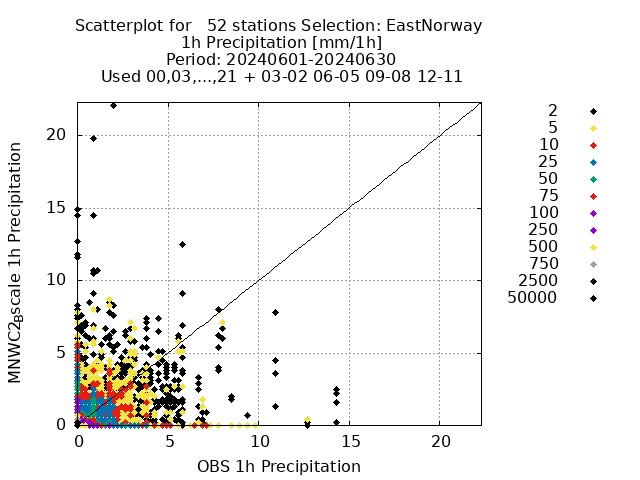 Scatterplot for   52 stations Selection: EastNorway
1h Precipitation [mm/1h]
Period: 20240601-20240630
Used 00,03,...,21 + 03-02 06-05 09-08 12-11
MNWC2Bscale 1h Precipitation
20
15
10
5
0
0 5 10 15 20
OBS 1h Precipitation
2
5
10
25
50
75
100
250
500
750
2500
50000